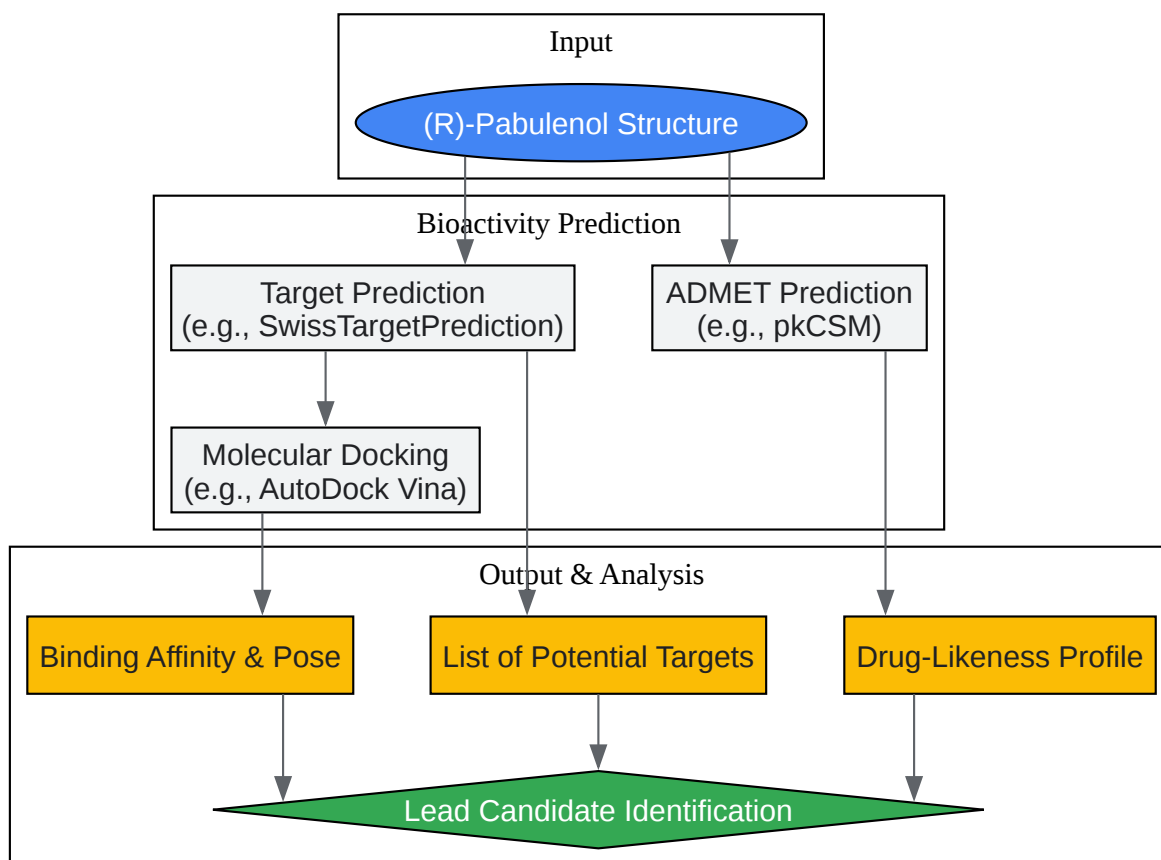 Input
(R)-Pabulenol Structure
Bioactivity Prediction
Target Prediction
(e.g., SwissTargetPrediction)
ADMET Prediction
(e.g., pkCSM)
Molecular Docking
(e.g., AutoDock Vina)
Output & Analysis
Binding Affinity & Pose
List of Potential Targets
Drug-Likeness Profile
Lead Candidate Identification